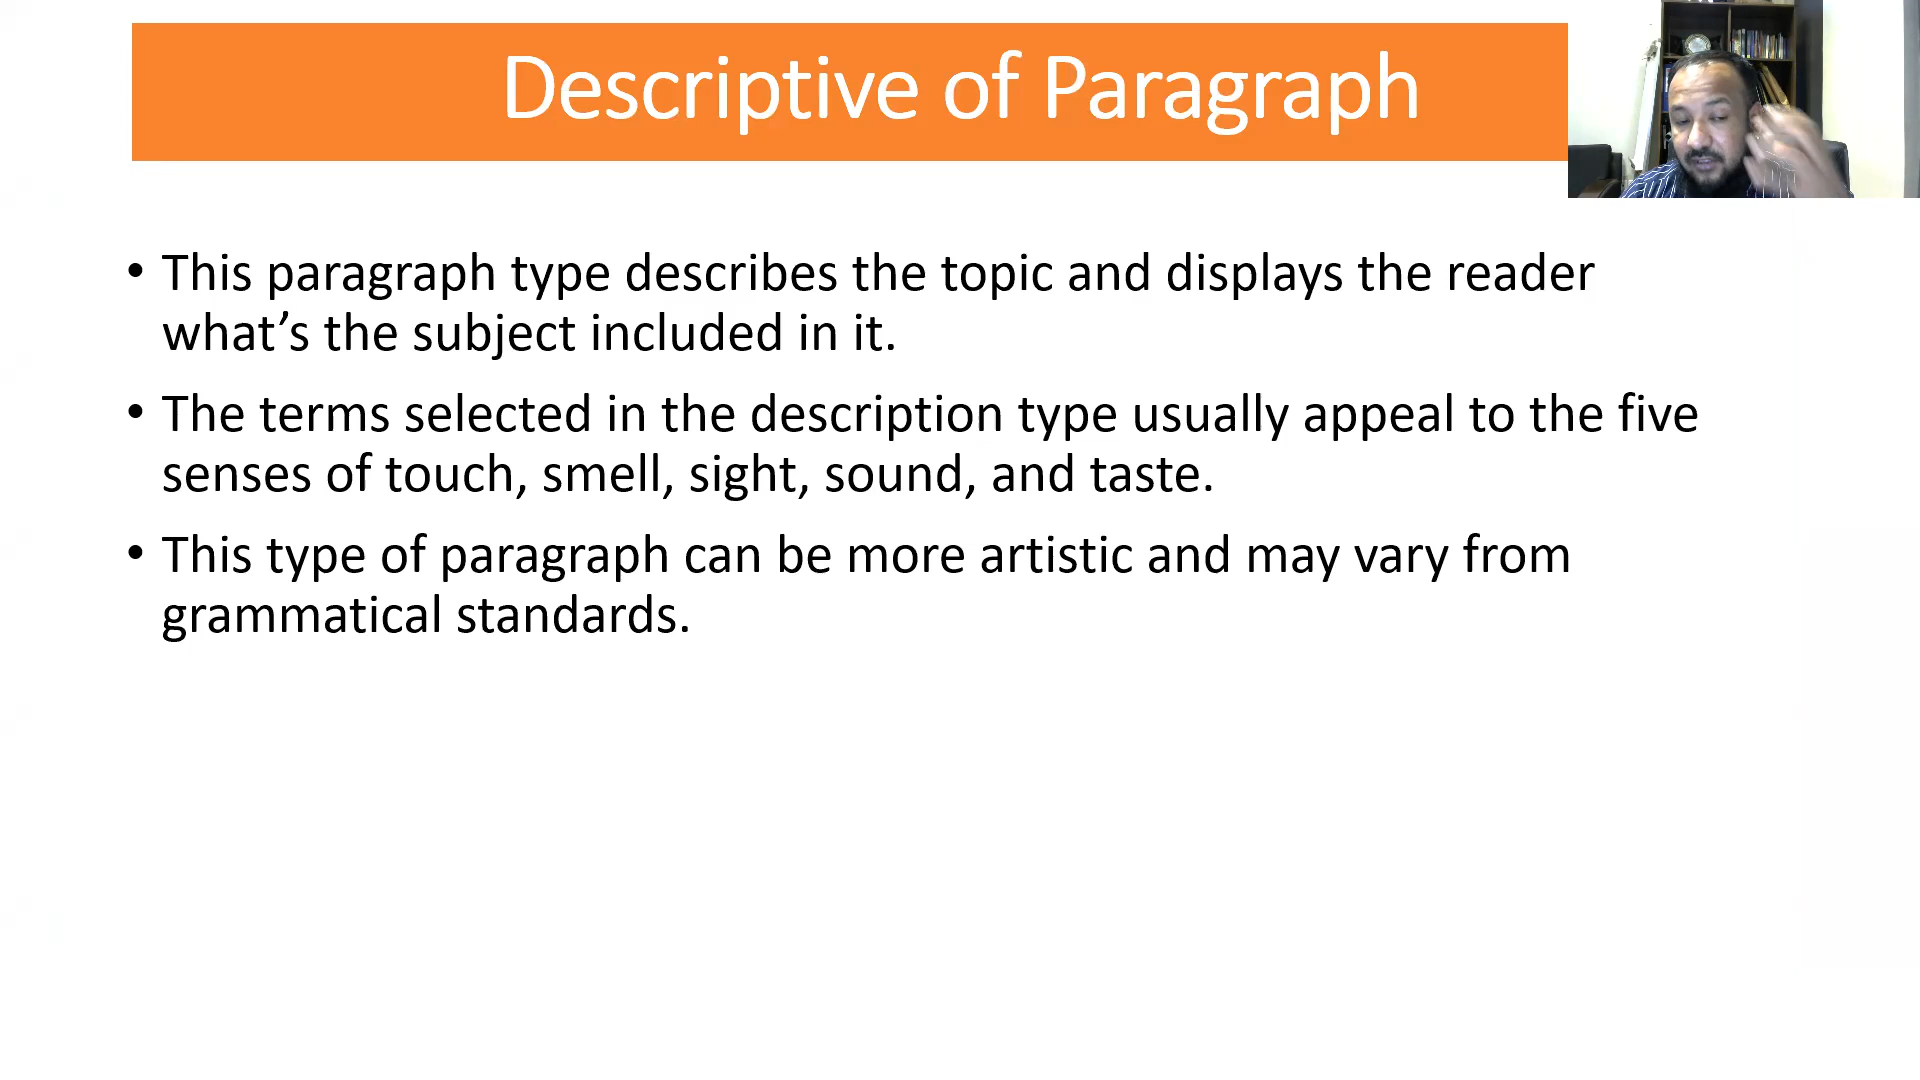 Descriptive of Paragraph
• This paragraph type describes the topic and displays the reader
what’s the subject included in it.
• The terms selected in the description type usually appeal to the five
senses of touch, smell, sight, sound, and taste.
• This type of paragraph can be more artistic and may vary from
grammatical standards.